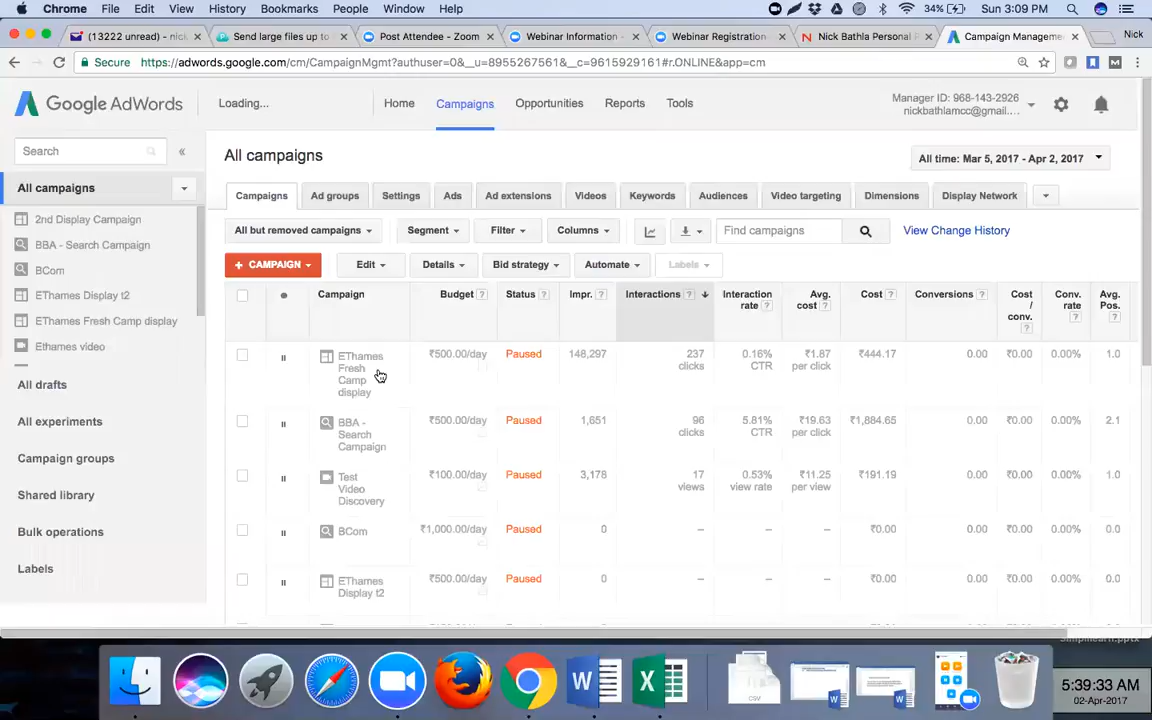 Chrome File Edit View History Bookmarks People Window Help 34% Sun 3:09 PM
(13222 unread) - nick Send large files up to Post Attendee - Zoom Webinar Information - Webinar Registration Nick Bathla Personal Campaign Management Nick
Secure https://adwords.google.com/cm/CampaignMgmt?authuser=0&__u=8955267561&__c=9615929161#r.ONLINE&app=cm
Google AdWords Loading... Home Campaigns Opportunities Reports Tools
Manager ID: 968-143-2926
nickbathlamcc@gmail....
Search «
All campaigns
2nd Display Campaign
BBA - Search Campaign
BCom
EThames Display t2
EThames Fresh Camp display
Ethames video
All drafts
All experiments
Campaign groups
Shared library
Bulk operations
Labels
All campaigns
All time: Mar 5, 2017 - Apr 2, 2017
Campaigns Ad groups Settings Ads Ad extensions Videos Keywords Audiences Video targeting Dimensions Display Network
All but removed campaigns Segment Filter Columns Find campaigns View Change History
+ CAMPAIGN Edit Details Bid strategy Automate Labels
Campaign Budget ? Status ? Impr. ? Interactions ? Interaction rate ? Avg. cost ? Cost ? Conversions ? Cost / conv. ? Conv. rate ? Avg. Pos. ?
EThames Fresh Camp display ₹500.00/day Paused 148,297 237 clicks 0.16% CTR ₹1.87 per click ₹444.17 0.00 ₹0.00 0.00% 1.0
BBA - Search Campaign ₹500.00/day Paused 1,651 96 clicks 5.81% CTR ₹19.63 per click ₹1,884.65 0.00 ₹0.00 0.00% 2.1
Test Video Discovery ₹100.00/day Paused 3,178 17 views 0.53% view rate ₹11.25 per view ₹191.19 0.00 ₹0.00 0.00% 1.0
BCom ₹1,000.00/day Paused 0 – – – ₹0.00 0.00 ₹0.00 0.00% 0.0
EThames Display t2 ₹500.00/day Paused 0 – – – ₹0.00 0.00 ₹0.00 0.00% 0.0
CSV
5:39:33 AM
02-Apr-2017